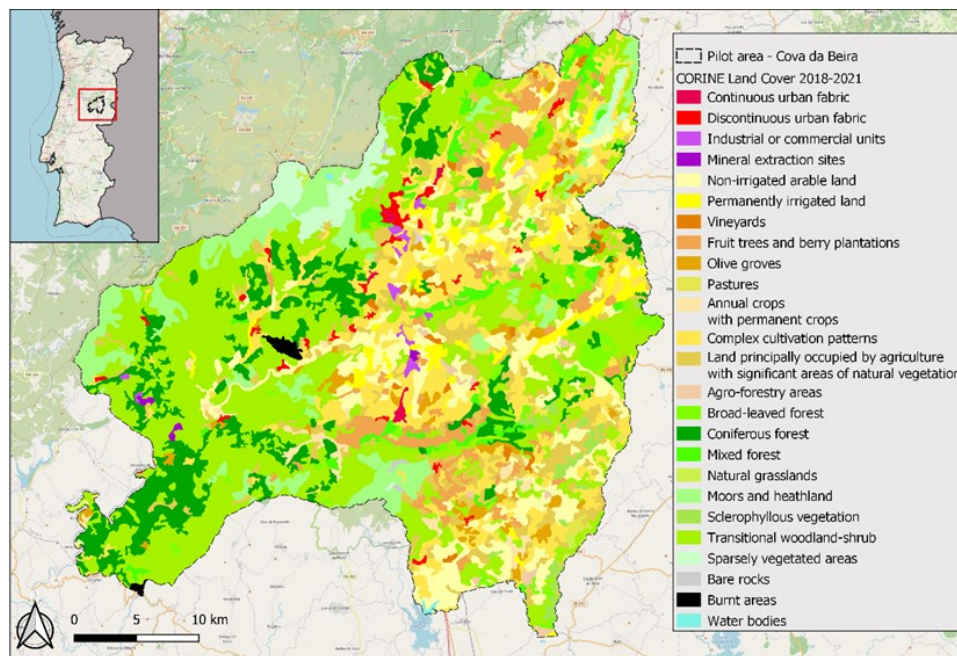 Pilot area - Cova da Beira
CORINE Land Cover 2018-2021
Continuous urban fabric
Discontinuous urban fabric
Industrial or commercial units
Mineral extraction sites
Non-irrigated arable land
Permanently irrigated land
Vineyards
Fruit trees and berry plantations
Olive groves
Pastures
Annual crops
with permanent crops
Complex cultivation patterns
Land principally occupied by agriculture
with significant areas of natural vegetation
Agro-forestry areas
Broad-leaved forest
Coniferous forest
Mixed forest
Natural grasslands
Moors and heathland
Sclerophyllous vegetation
Transitional woodland-shrub
Sparsely vegetated areas
Bare rocks
Burnt areas
Water bodies
0 5 10 km